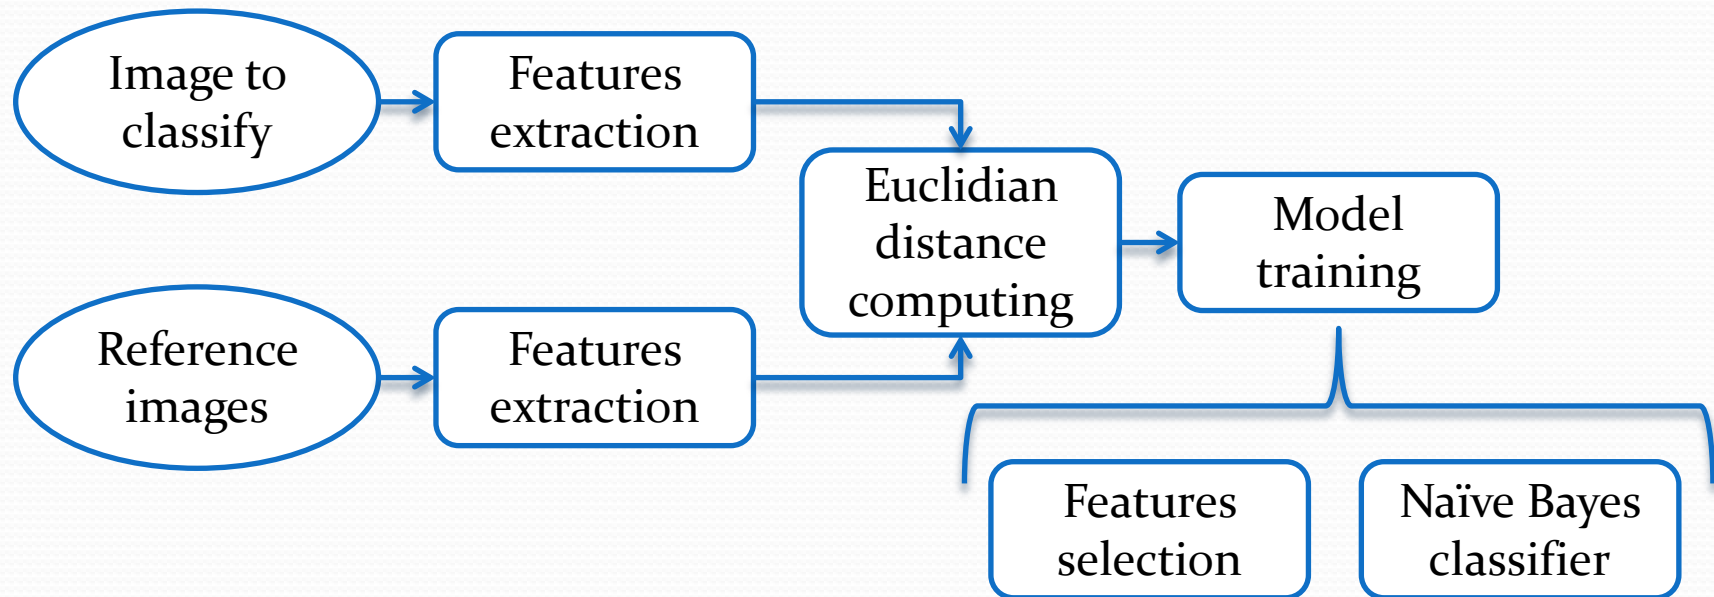 Image to
classify
Features
extraction
Euclidian
distance
computing
Model
training
Reference
images
Features
extraction
Features
selection
Naïve Bayes
classifier